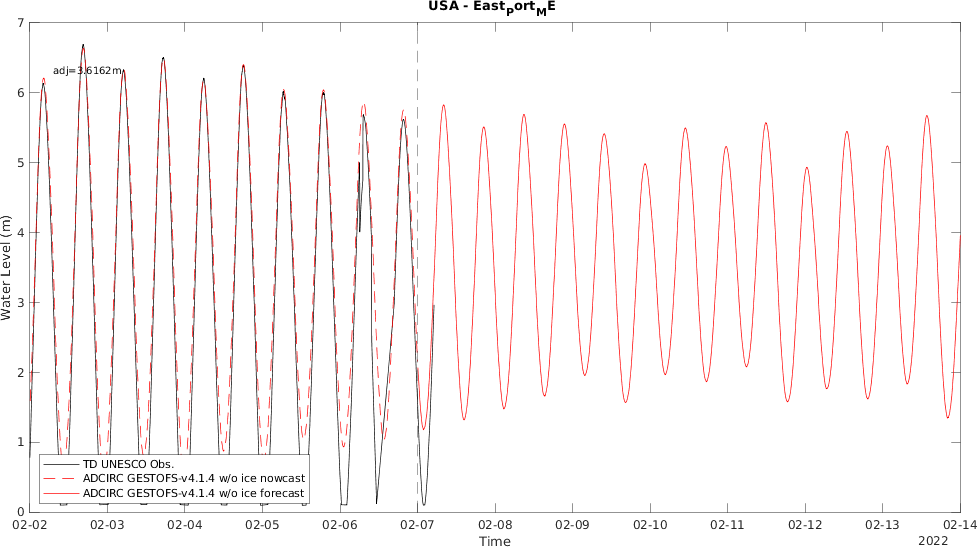 USA - EastPortME
7
6
5
4
3
2
1
0
Water Level (m)
adj=3.6162m
TD UNESCO Obs.
ADCIRC GESTOFS-v4.1.4 w/o ice nowcast
ADCIRC GESTOFS-v4.1.4 w/o ice forecast
02-02 02-03 02-04 02-05 02-06 02-07 02-08 02-09 02-10 02-11 02-12 02-13 02-14
Time
2022